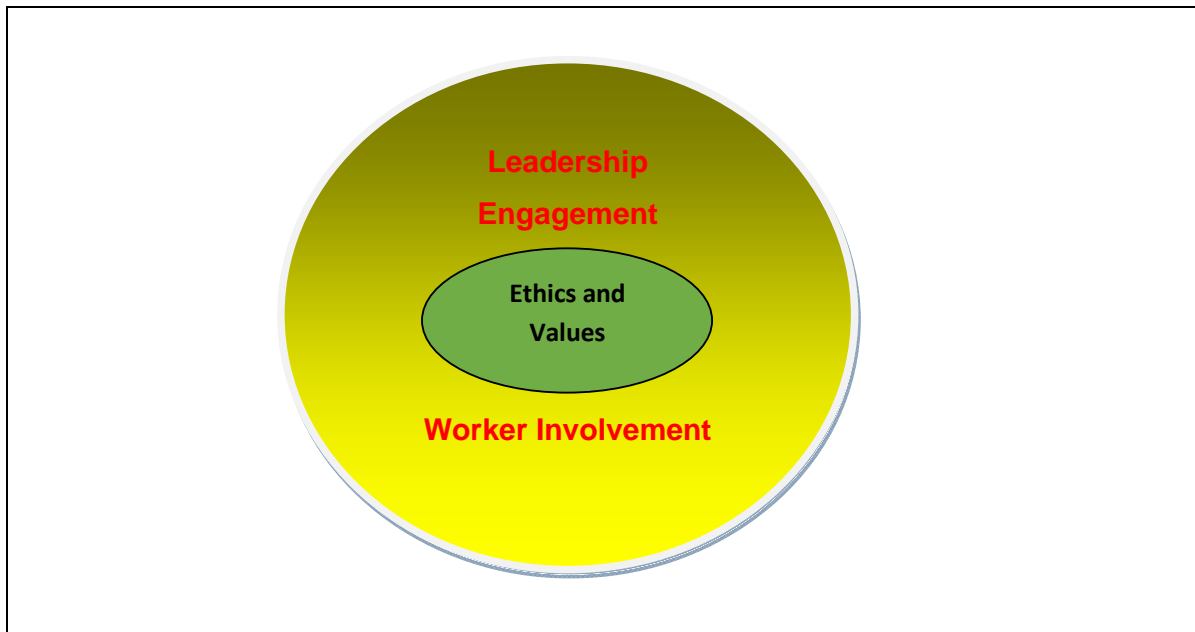 Leadership
Engagement
Ethics and
Values
Worker Involvement